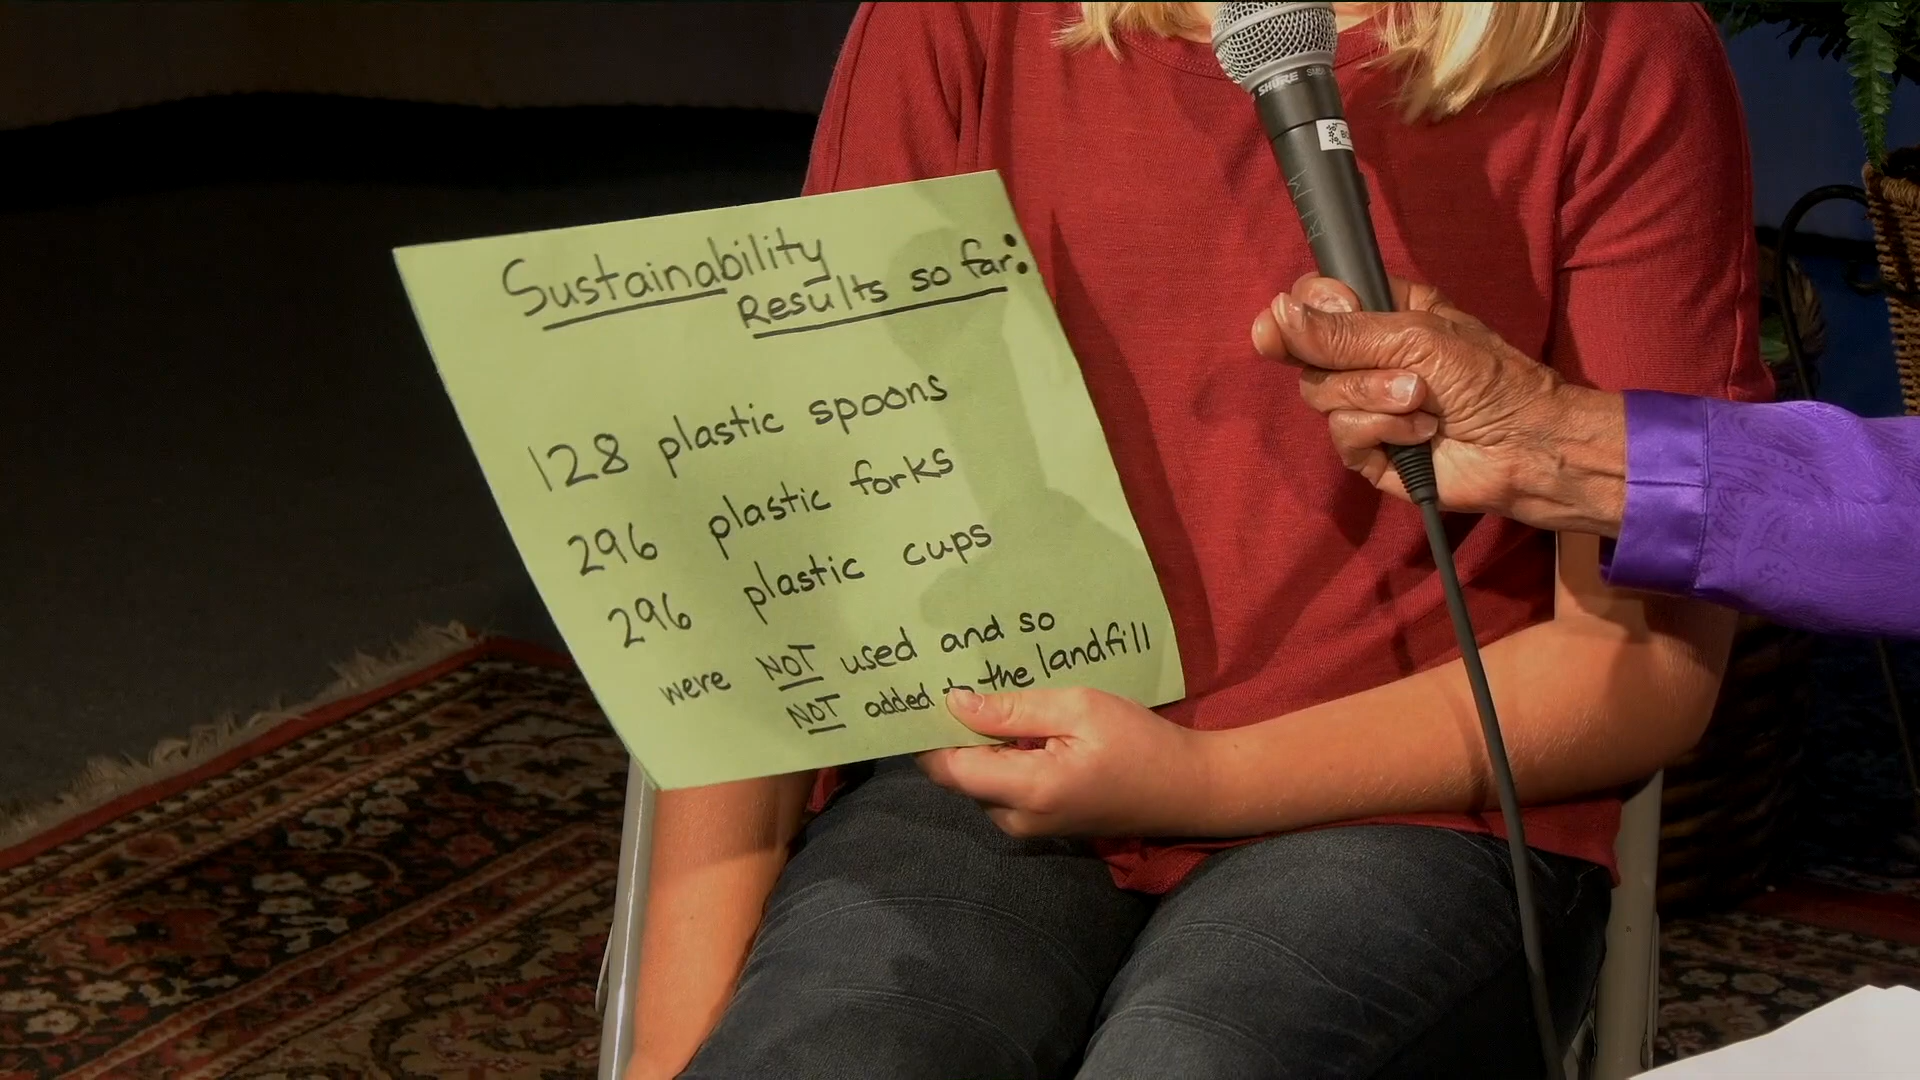 Sustainability
Results so far:
128 plastic spoons
296 plastic forks
296 plastic cups
were NOT used and so
NOT added to the landfill
SHURE